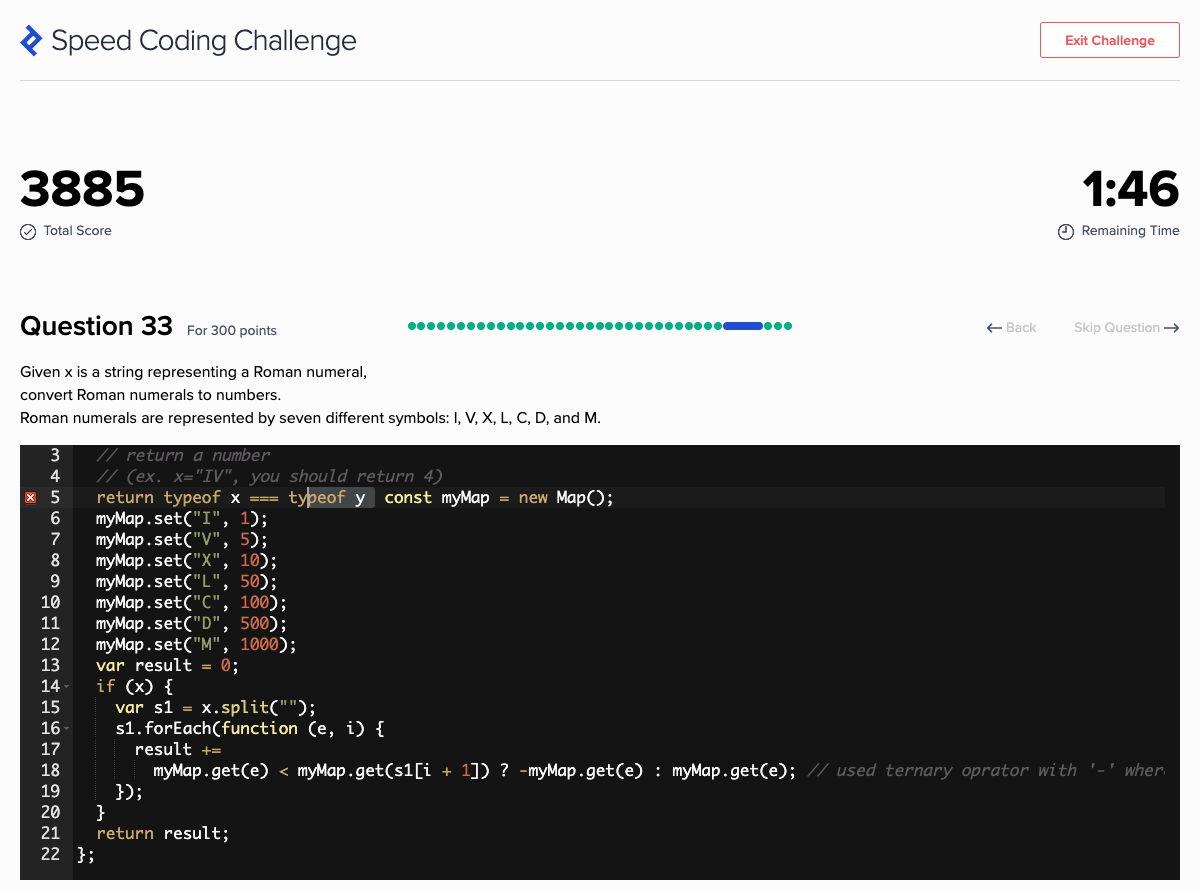 Speed Coding Challenge
Exit Challenge
3885
Total Score
1:46
Remaining Time
Question 33 For 300 points
Back
Skip Question
Given x is a string representing a Roman numeral,
convert Roman numerals to numbers.
Roman numerals are represented by seven different symbols: I, V, X, L, C, D, and M.
3 // return a number
4 // (ex. x="IV", you should return 4)
5 return typeof x === typeof y const myMap = new Map();
6 myMap.set("I", 1);
7 myMap.set("V", 5);
8 myMap.set("X", 10);
9 myMap.set("L", 50);
10 myMap.set("C", 100);
11 myMap.set("D", 500);
12 myMap.set("M", 1000);
13 var result = 0;
14 if (x) {
15 var s1 = x.split("");
16 s1.forEach(function (e, i) {
17 result +=
18 myMap.get(e) < myMap.get(s1[i + 1]) ? -myMap.get(e) : myMap.get(e); // used ternary oprator with '-' wher
19 });
20 }
21 return result;
22 };